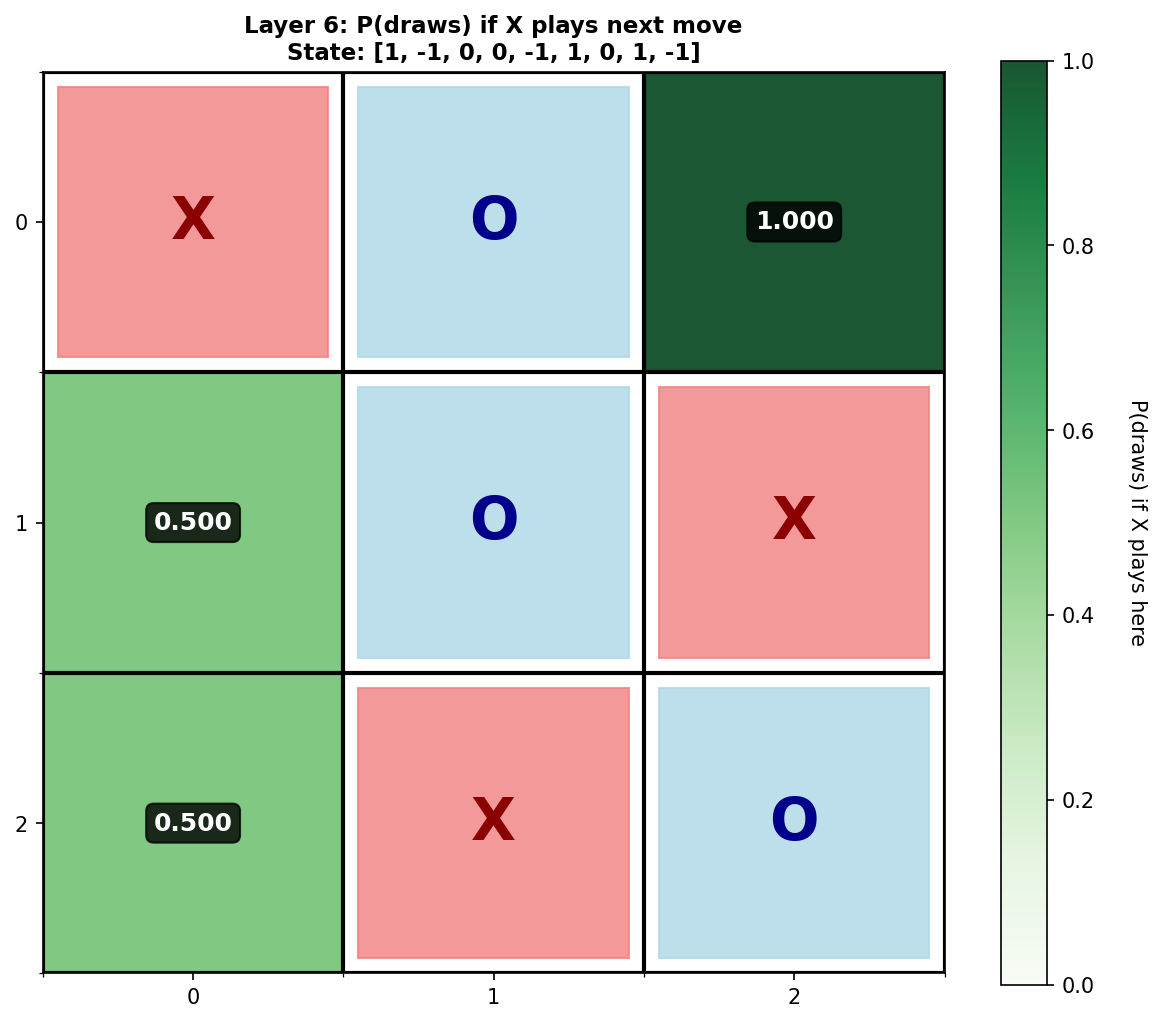 Layer 6: P(draws) if X plays next move
State: [1, -1, 0, 0, -1, 1, 0, 1, -1]
0 X O 1.000
1 0.500 O X
2 0.500 X O
0 1 2
1.0
0.8
0.6
0.4
0.2
0.0
P(draws) if X plays here